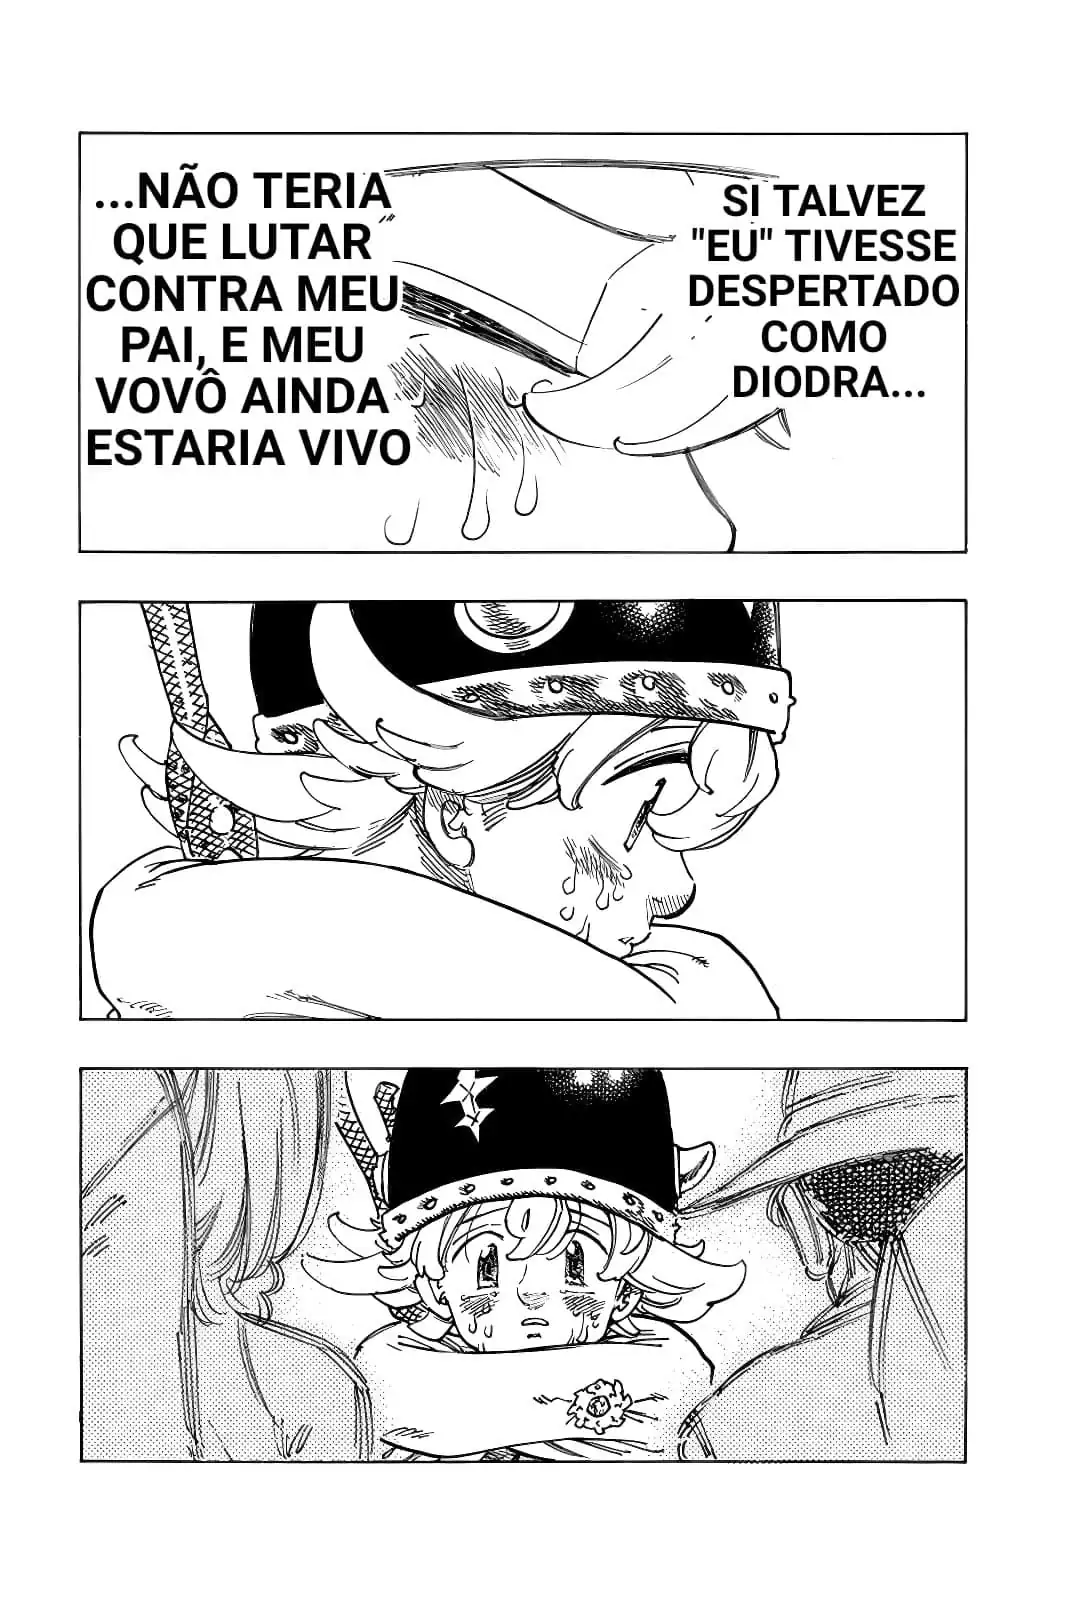 SI TALVEZ
"EU" TIVESSE
DESPERTADO
COMO
DIODRA...
...NÃO TERIA
QUE LUTAR
CONTRA MEU
PAI, E MEU
VOVÔ AINDA
ESTARIA VIVO